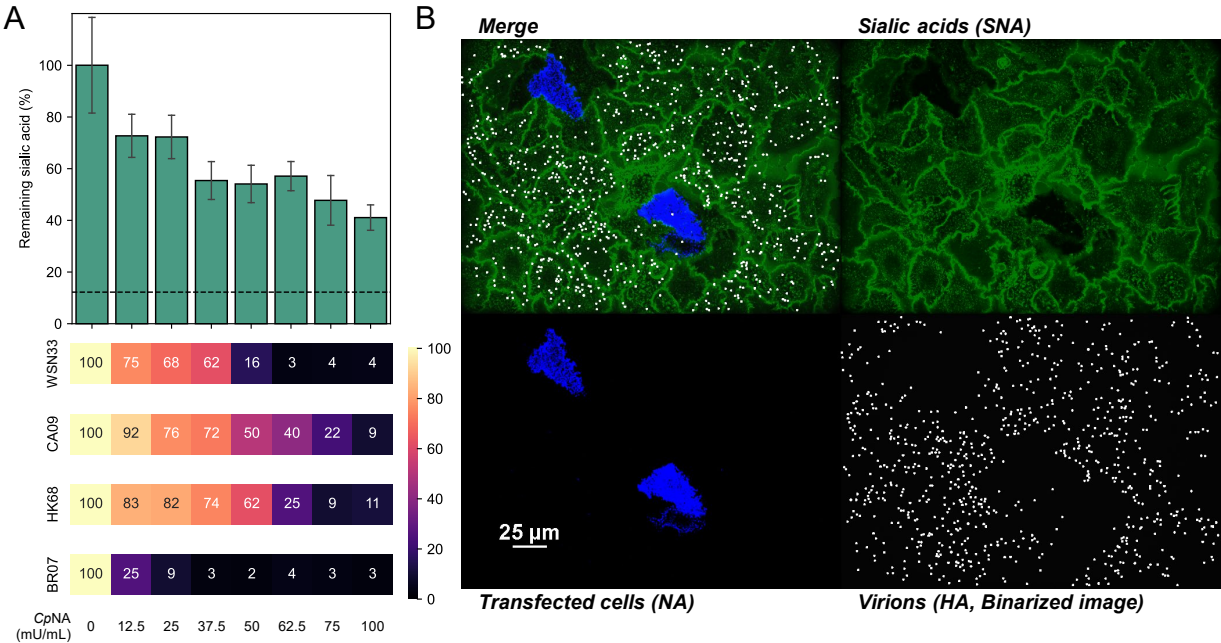 A
Remaining sialic acid (%)
100
80
60
40
20
0
WSN33
100 75 68 62 16 3 4 4
CA09
100 92 76 72 50 40 22 9
HK68
100 83 82 74 62 25 9 11
BR07
100 25 9 3 2 4 3 3
CpNA
(mU/mL)
0 12.5 25 37.5 50 62.5 75 100
100
80
60
40
20
0
B
Merge
Sialic acids (SNA)
25 µm
Transfected cells (NA)
Virions (HA, Binarized image)